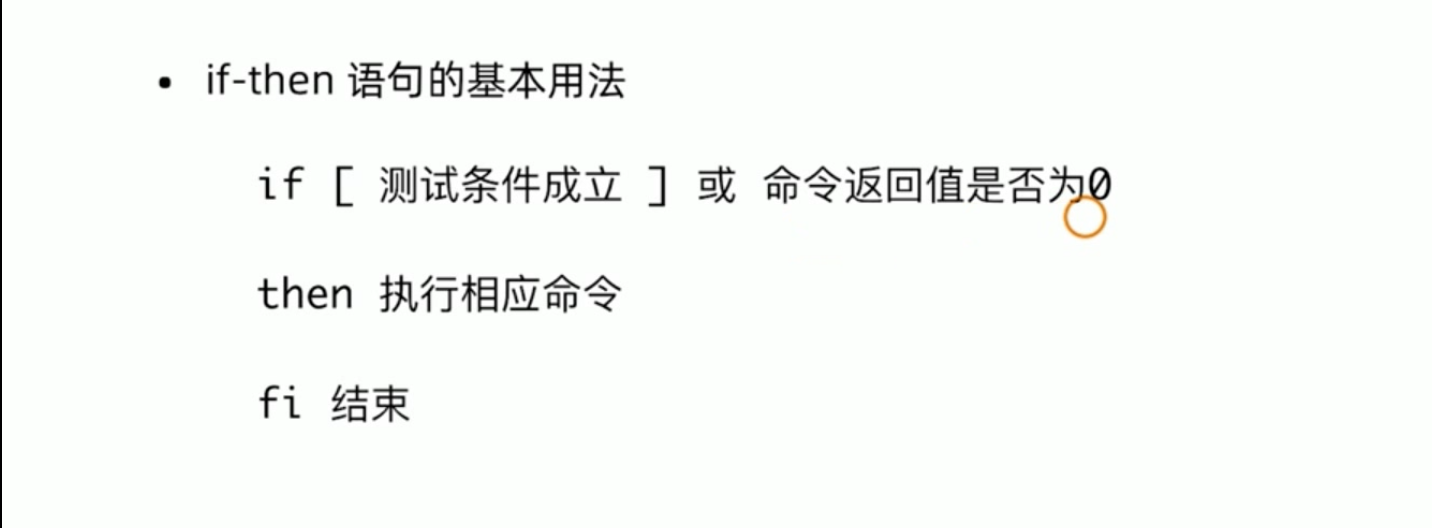 • if-then 语句的基本用法
if [ 测试条件成立 ] 或 命令返回值是否为0
then 执行相应命令
fi 结束